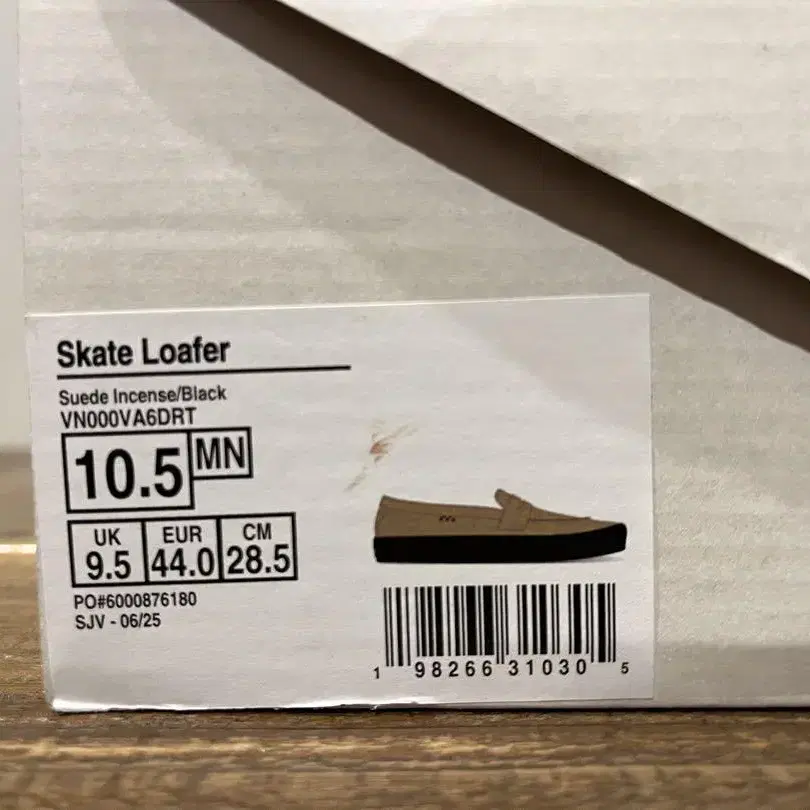 Skate Loafer
Suede Incense/Black
VN000VA6DRT
10.5 MN
UK EUR CM
9.5 44.0 28.5
PO#6000876180
SJV - 06/25
1 98266 31030 5